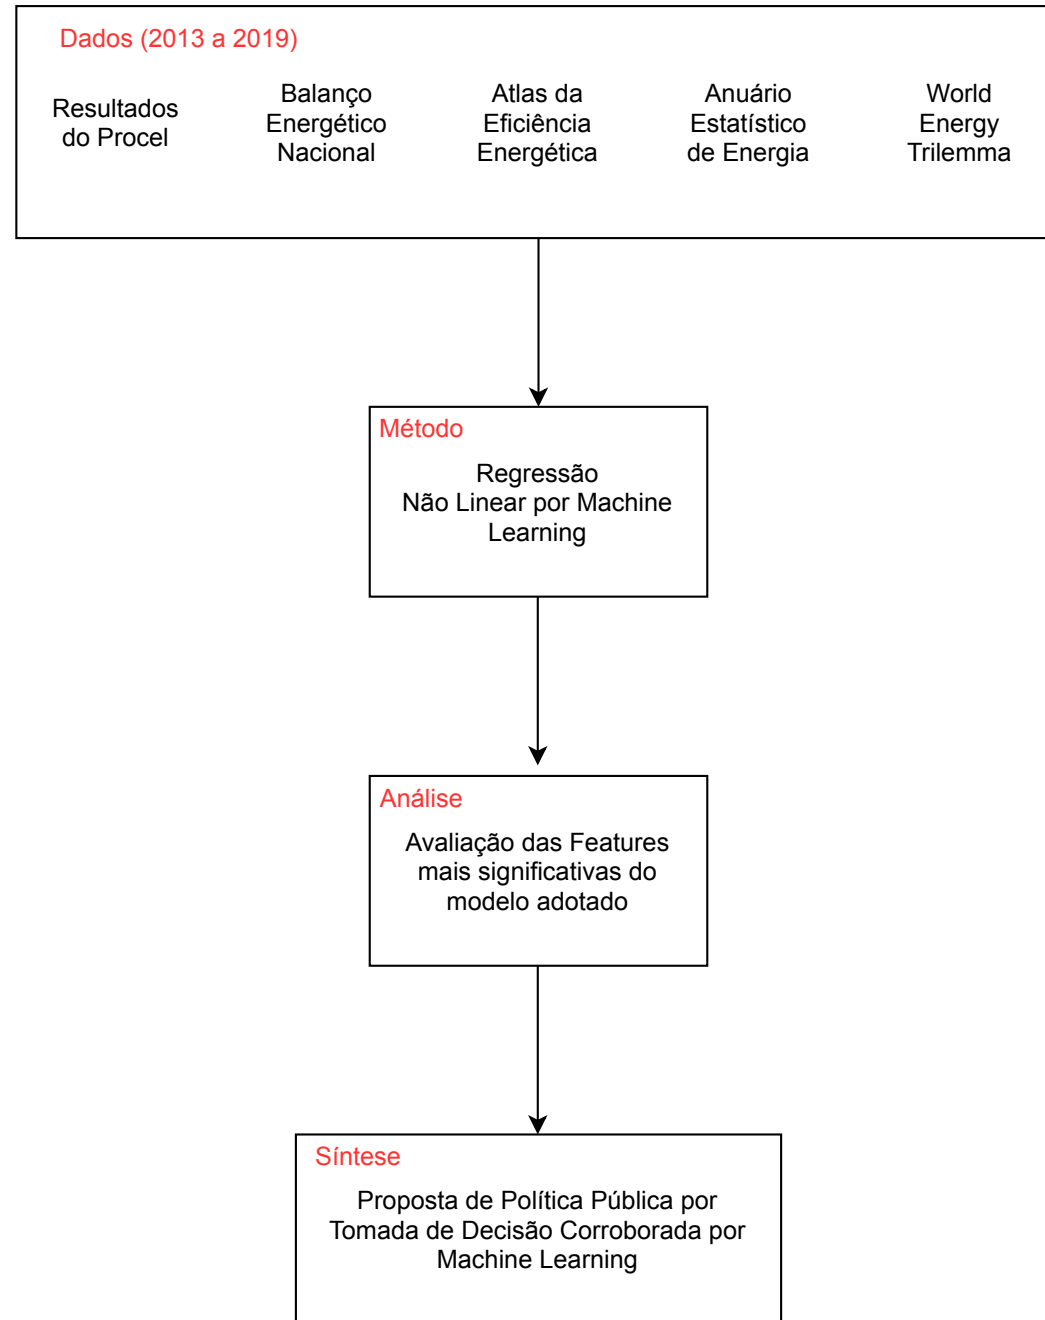 Dados (2013 a 2019)
Resultados
do Procel
Balanço
Energético
Nacional
Atlas da
Eficiência
Energética
Anuário
Estatístico
de Energia
World
Energy
Trilemma
Método
Regressão
Não Linear por Machine
Learning
Análise
Avaliação das Features
mais significativas do
modelo adotado
Síntese
Proposta de Política Pública por
Tomada de Decisão Corroborada por
Machine Learning